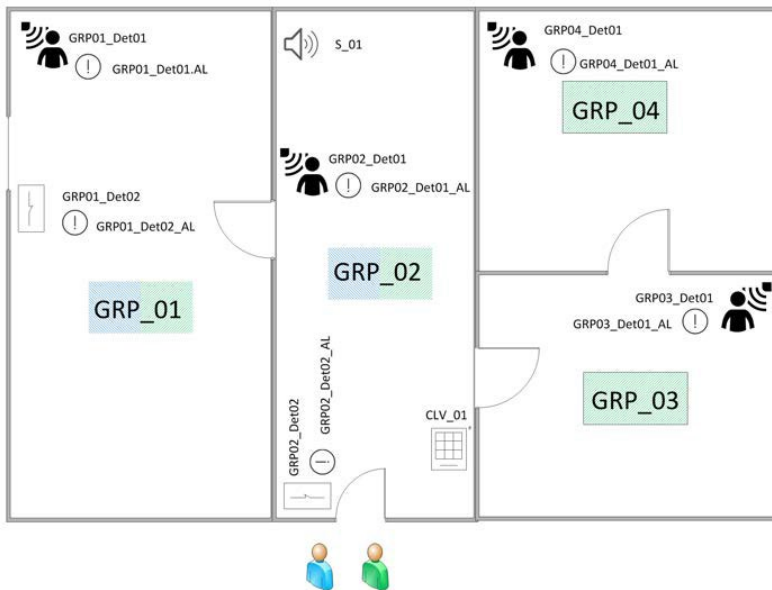 GRP01_Det01
GRP01_Det01.AL
GRP01_Det02
GRP01_Det02_AL
GRP_01
S_01
GRP02_Det01
GRP02_Det01_AL
GRP_02
GRP02_Det02
GRP02_Det02_AL
CLV_01
GRP04_Det01
GRP04_Det01_AL
GRP_04
GRP03_Det01
GRP03_Det01_AL
GRP_03